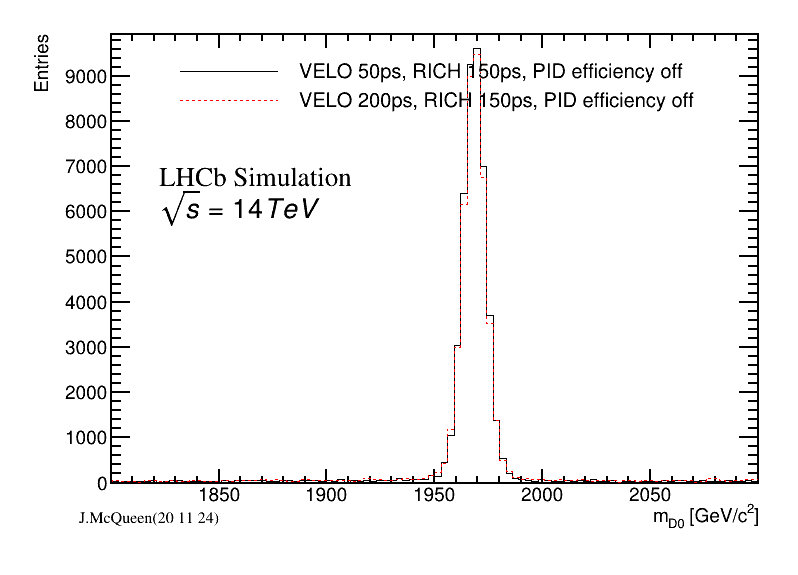 Entries
VELO 50ps, RICH 150ps, PID efficiency off
VELO 200ps, RICH 150ps, PID efficiency off
LHCb Simulation
√s = 14TeV
9000
8000
7000
6000
5000
4000
3000
2000
1000
0
1850 1900 1950 2000 2050
m_D0 [GeV/c²]
J.McQueen(20 11 24)